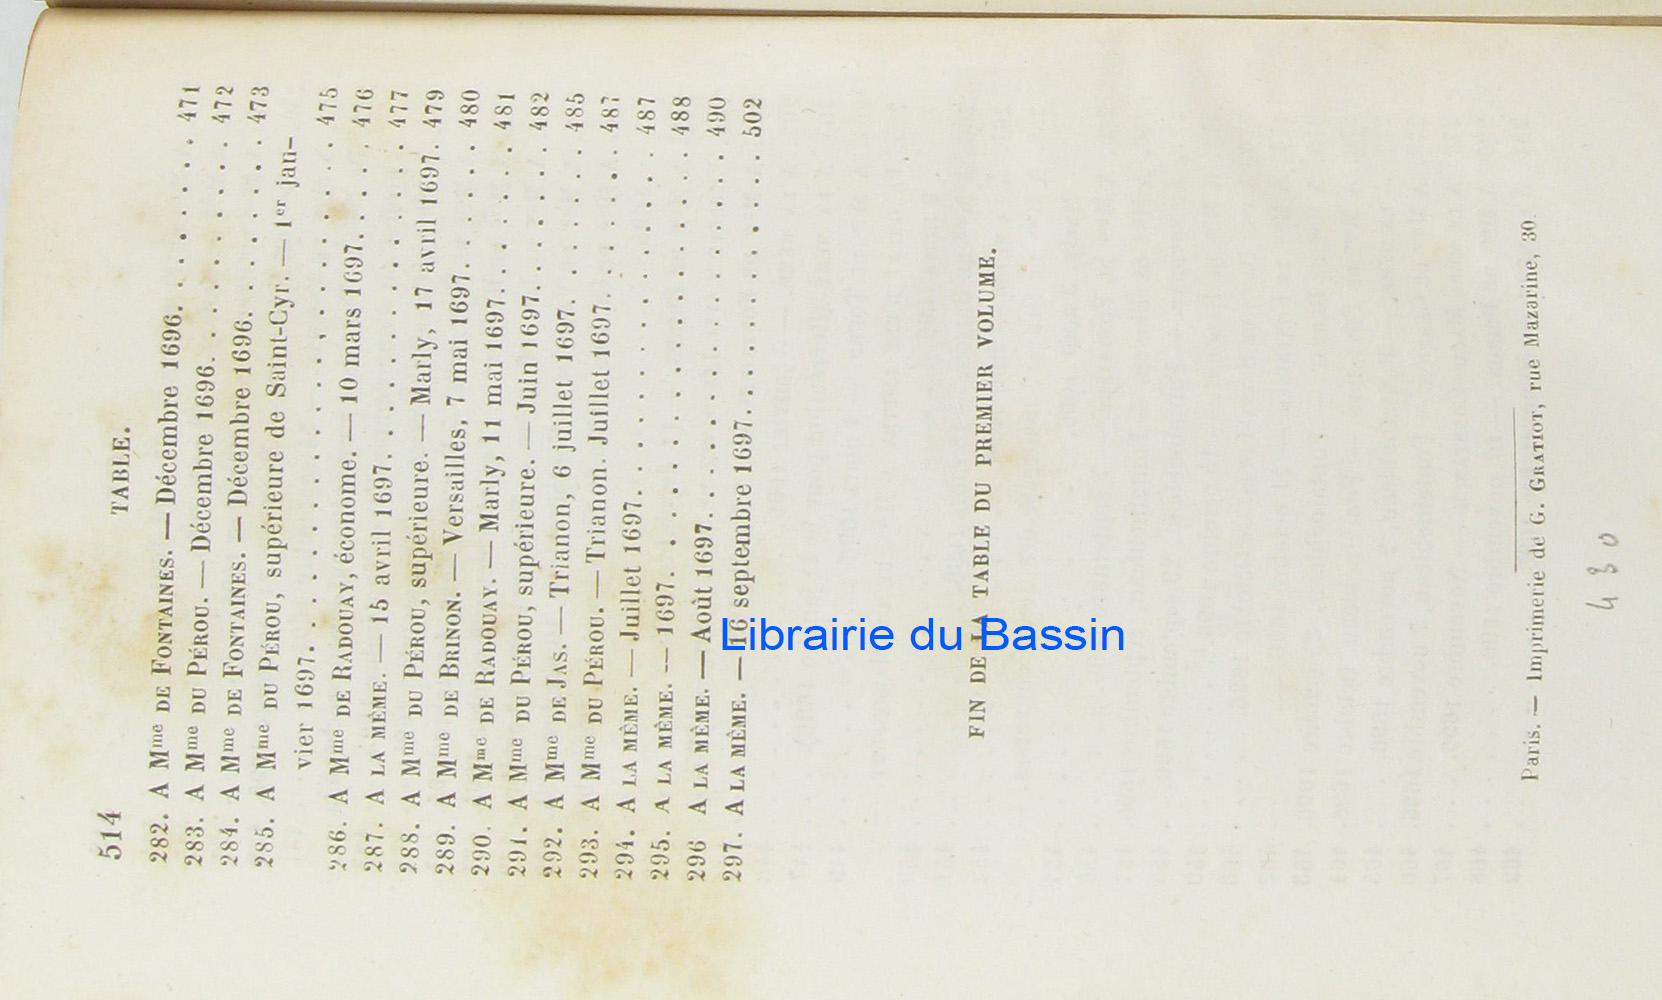 514 TABLE.
282. A Mme DE FONTAINES. — Décembre 1696. . . . . . . . 471
283. A Mme DU PÉROU. — Décembre 1696. . . . . . . . . 472
284. A Mme DE FONTAINES. — Décembre 1696. . . . . . . 473
285. A Mme DU PÉROU, supérieure de Saint-Cyr. — 1er jan-
vier 1697. . . . . . . . . . . . . . . . . . 475
286. A Mme DE RADOUAY, économe. — 10 mars 1697. . . . 476
287. A LA MÈME. — 15 avril 1697. . . . . . . . . . . . 477
288. A Mme DU PÉROU, supérieure. — Marly, 17 avril 1697. 479
289. A Mme DE BRINON. — Versailles, 7 mai 1697. . . . . . 480
290. A Mme DE RADOUAY. — Marly, 11 mai 1697. . . . . . 481
291. A Mme DU PÉROU, supérieure. — Juin 1697. . . . . . 482
292. A Mme DE JAS. — Trianon, 6 juillet 1697. . . . . . . 485
293. A Mme DU PÉROU. — Trianon. Juillet 1697. . . . . . 487
294. A LA MÈME. — Juillet 1697. . . . . . . . . . . . . 487
295. A LA MÈME. — 1697. . . . . . . . . . . . . . . . 488
296 A LA MÈME. — Août 1697. . . . . . . . . . . . . . 490
297. A LA MÈME. — 16 septembre 1697. . . . . . . . . . 502
FIN DE LA TABLE DU PREMIER VOLUME.
Paris. — Imprimerie de G. GRATIOT, rue Mazarine, 30.
430
Librairie du Bassin